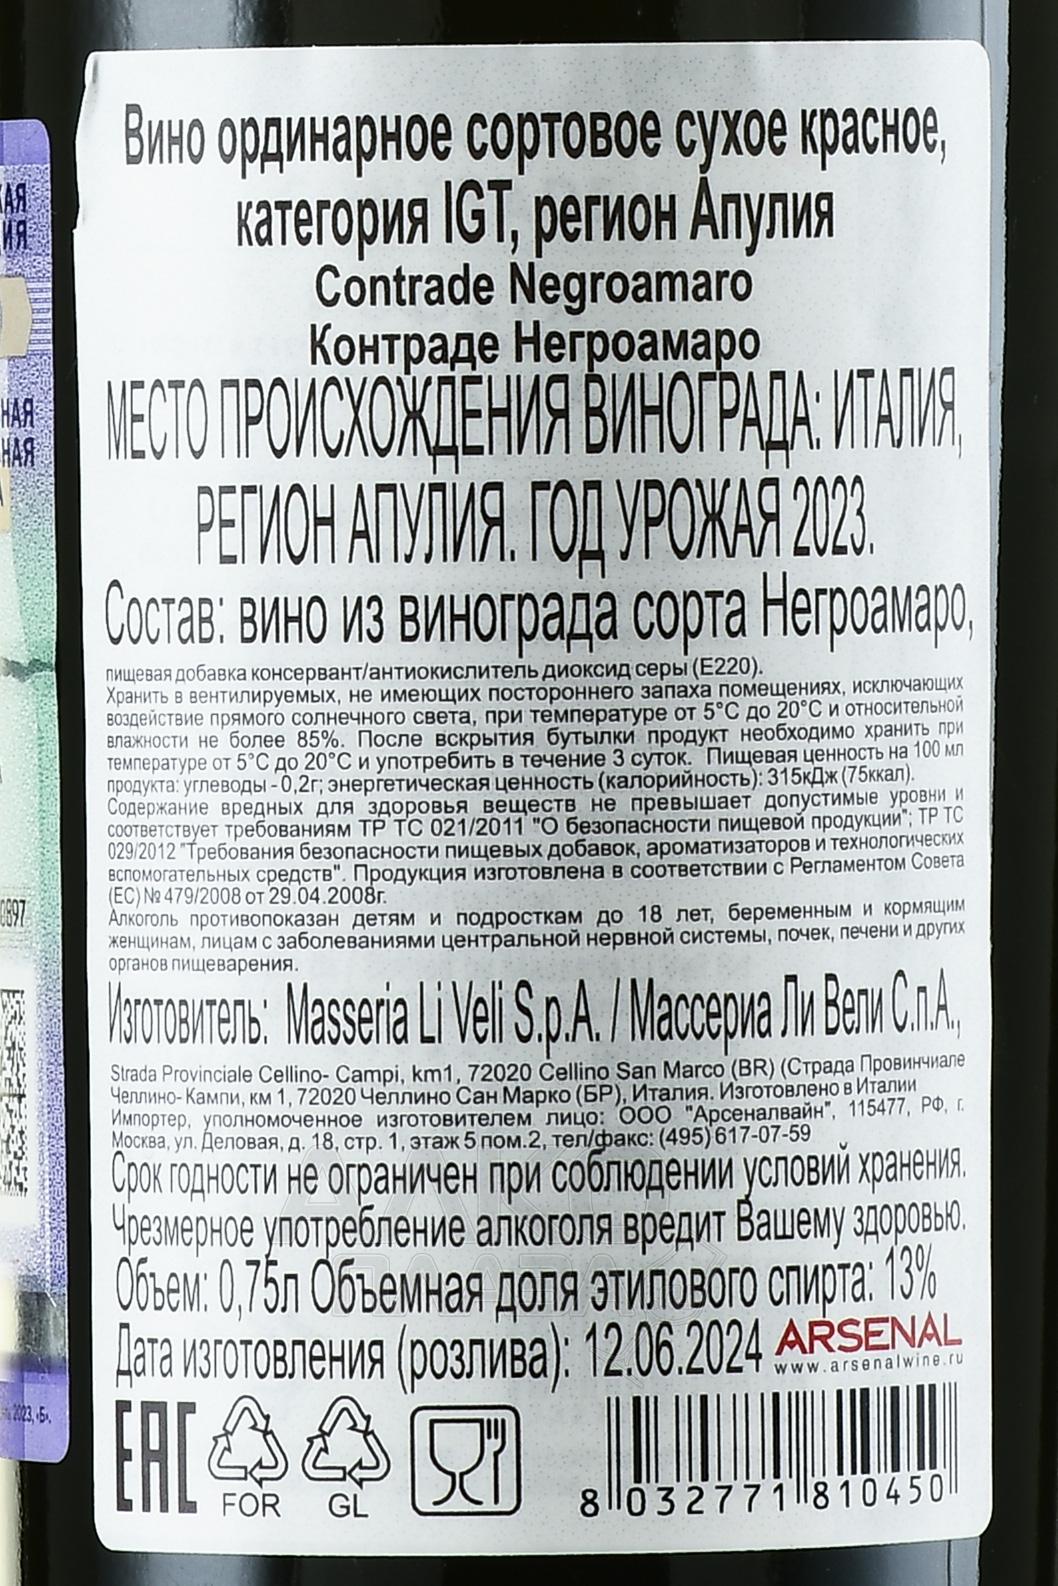 Вино ординарное сортовое сухое красное,
категория IGT, регион Апулия
Contrade Negroamaro
Контраде Негроамаро
МЕСТО ПРОИСХОЖДЕНИЯ ВИНОГРАДА: ИТАЛИЯ,
РЕГИОН АПУЛИЯ. ГОД УРОЖАЯ 2023.
Состав: вино из винограда сорта Негроамаро,
пищевая добавка консервант/антиокислитель диоксид серы (Е220).
Хранить в вентилируемых, не имеющих постороннего запаха помещениях, исключающих
воздействие прямого солнечного света, при температуре от 5°С до 20°С и относительной
влажности не более 85%. После вскрытия бутылки продукт необходимо хранить при
температуре от 5°С до 20°С и употребить в течение 3 суток. Пищевая ценность на 100 мл
продукта: углеводы - 0,2г; энергетическая ценность (калорийность): 315кДж (75ккал).
Содержание вредных для здоровья веществ не превышает допустимые уровни и
соответствует требованиям ТР ТС 021/2011 "О безопасности пищевой продукции"; ТР ТС
029/2012 "Требования безопасности пищевых добавок, ароматизаторов и технологических
вспомогательных средств". Продукция изготовлена в соответствии с Регламентом Совета
(ЕС) № 479/2008 от 29.04.2008г.
Алкоголь противопоказан детям и подросткам до 18 лет, беременным и кормящим
женщинам, лицам с заболеваниями центральной нервной системы, почек, печени и других
органов пищеварения.
Изготовитель: Masseria Li Veli S.p.A. / Массериа Ли Вели С.п.А.,
Strada Provinciale Cellino- Campi, km1, 72020 Cellino San Marco (BR) (Страда Провинчиале
Челлино- Кампи, км 1, 72020 Челлино Сан Марко (БР), Италия. Изготовлено в Италии
Импортер, уполномоченное изготовителем лицо: ООО "Арсеналвайн", 115477, РФ, г.
Москва, ул. Деловая, д. 18, стр. 1, этаж 5 пом.2, тел/факс: (495) 617-07-59
Срок годности не ограничен при соблюдении условий хранения.
Чрезмерное употребление алкоголя вредит Вашему здоровью.
Объем: 0,75л Объемная доля этилового спирта: 13%
Дата изготовления (розлива): 12.06.2024 ARSENAL
www.arsenalwine.ru
EAC FOR GL 8 032771 810450
0897
2023, «Б».